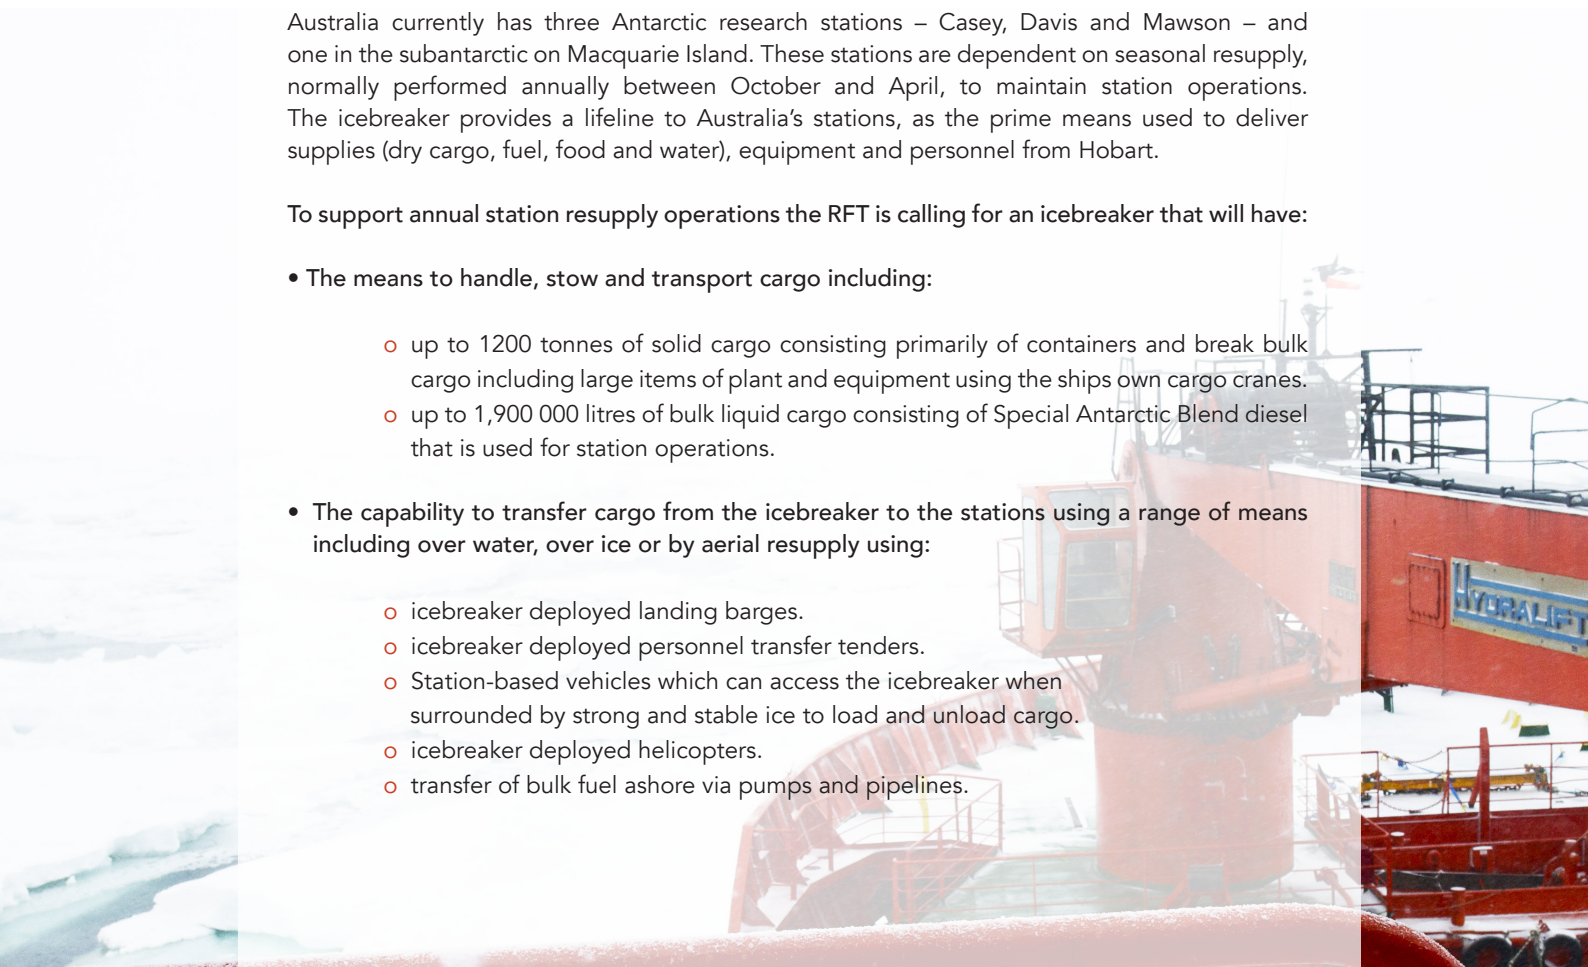 Australia currently has three Antarctic research stations – Casey, Davis and Mawson – and
one in the subantarctic on Macquarie Island. These stations are dependent on seasonal resupply,
normally performed annually between October and April, to maintain station operations.
The icebreaker provides a lifeline to Australia’s stations, as the prime means used to deliver
supplies (dry cargo, fuel, food and water), equipment and personnel from Hobart.
To support annual station resupply operations the RFT is calling for an icebreaker that will have:
• The means to handle, stow and transport cargo including:
o up to 1200 tonnes of solid cargo consisting primarily of containers and break bulk
cargo including large items of plant and equipment using the ships own cargo cranes.
o up to 1,900 000 litres of bulk liquid cargo consisting of Special Antarctic Blend diesel
that is used for station operations.
• The capability to transfer cargo from the icebreaker to the stations using a range of means
including over water, over ice or by aerial resupply using:
o icebreaker deployed landing barges.
o icebreaker deployed personnel transfer tenders.
o Station-based vehicles which can access the icebreaker when
surrounded by strong and stable ice to load and unload cargo.
o icebreaker deployed helicopters.
o transfer of bulk fuel ashore via pumps and pipelines.
HYDRALIFT